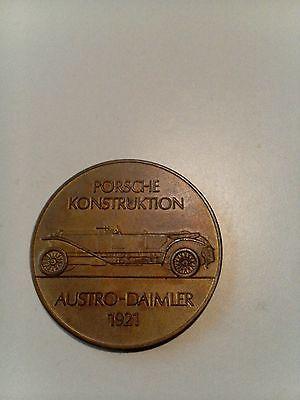 PORSCHE
KONSTRUKTION
AUSTRO-DAIMLER
1921